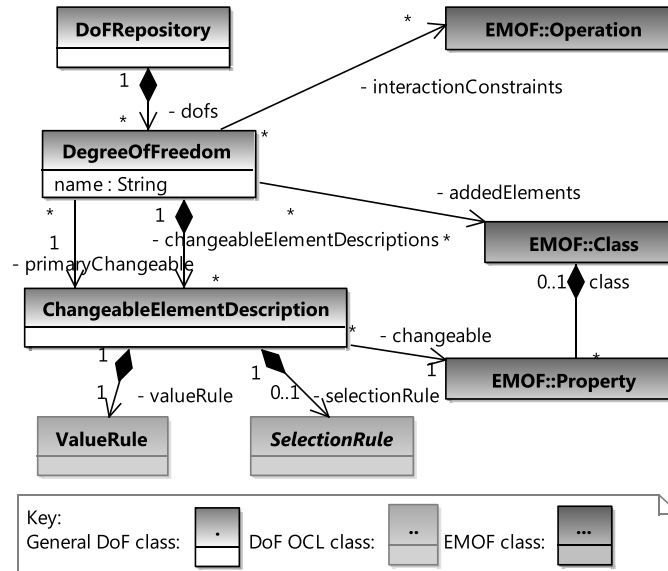 DoFRepository
EMOF::Operation
*
1
- interactionConstraints
- dofs
*
*
DegreeOfFreedom
name : String
- addedElements
*
1
*
1
- changeableElementDescriptions *
EMOF::Class
- primaryChangeable
*
0..1
class
ChangeableElementDescription
*
- changeable
1
*
EMOF::Property
1
1
- valueRule
1
0..1
- selectionRule
ValueRule
SelectionRule
Key:
General DoF class:
.
DoF OCL class:
..
EMOF class:
...